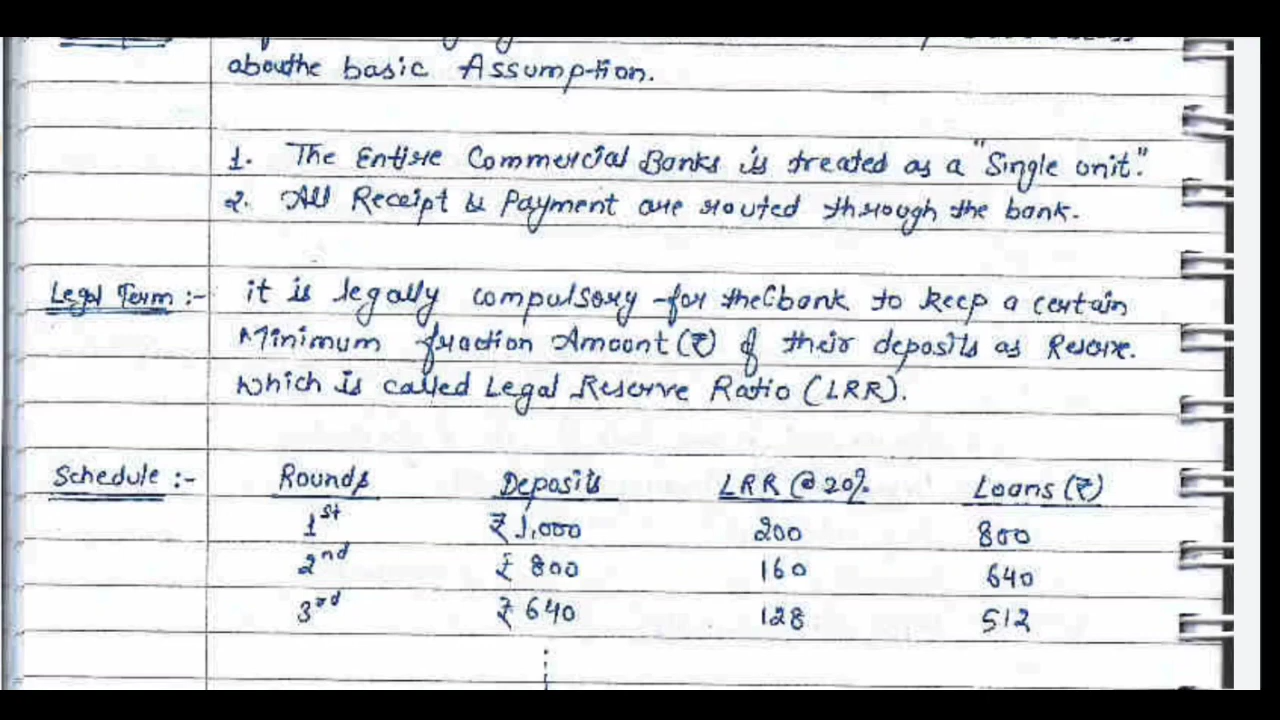 about the basic Assumption.
1. The Entire Commercial Banks is treated as a "Single unit".
2. All Receipt & Payment are routed through the bank.
Legal Term :- it is legally compulsory for the Cbank to keep a certain
Minimum fraction Amount (₹) of their deposits as Reserve.
which is called Legal Reserve Ratio (LRR).
Schedule :- Rounds Deposits LRR @ 20% Loans (₹)
1st ₹ 1,000 200 800
2nd ₹ 800 160 640
3rd ₹ 640 128 512